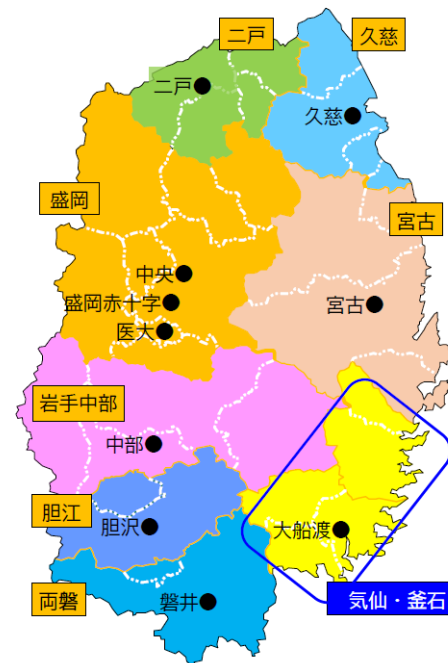 二戸
久慈
二戸
久慈
盛岡
宮古
中央
盛岡赤十字
宮古
医大
岩手中部
中部
胆江
胆沢
大船渡
両磐
磐井
気仙・釜石